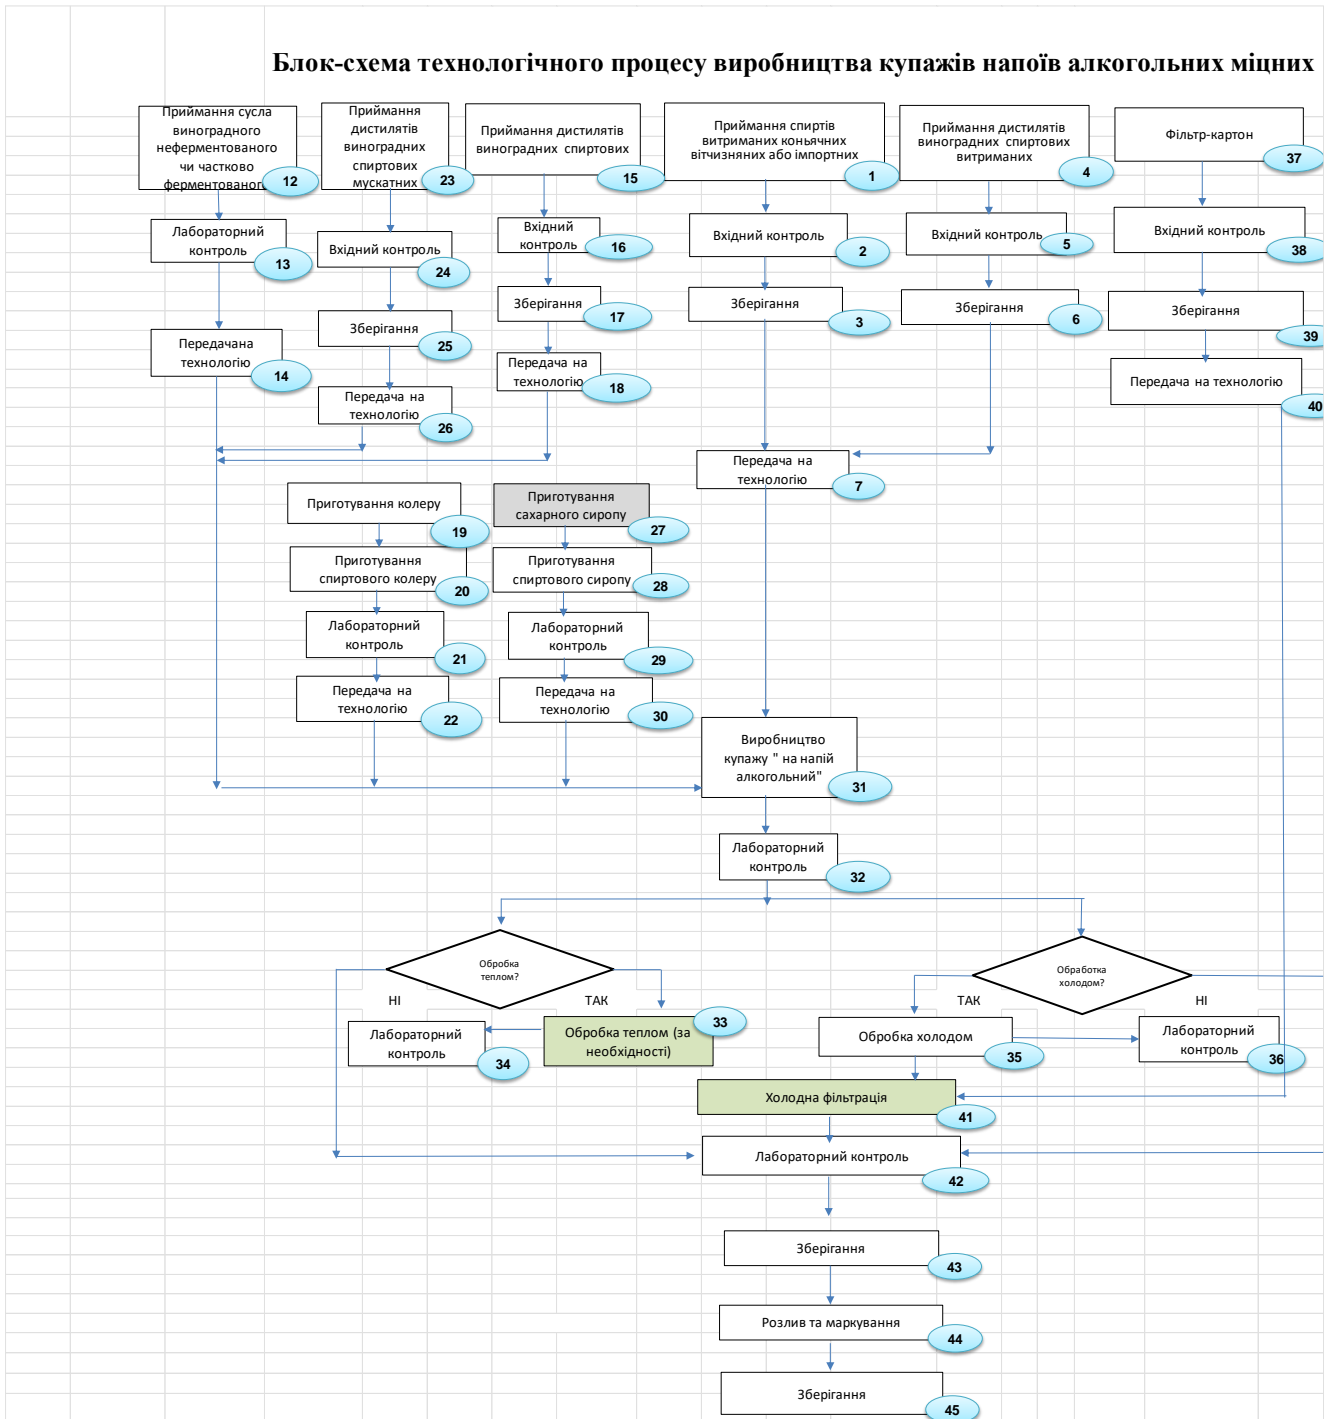 Блок-схема технологічного процесу виробництва купажів напоїв алкогольних міцних
Приймання сусла
виноградного
неферментованого
чи частково
ферментованого
12
Приймання
дистилятів
виноградних
спиртових
мускатних
23
Приймання дистилятів
виноградних спиртових
15
Приймання спиртів
витриманих коньячних
вітчизняних або імпортних
1
Приймання дистилятів
виноградних спиртових
витриманих
4
Фільтр-картон
37
Лабораторний
контроль
13
Вхідний контроль
24
Вхідний
контроль
16
Вхідний контроль
2
Вхідний контроль
5
Вхідний контроль
38
Зберігання
25
Зберігання
17
Зберігання
3
Зберігання
6
Зберігання
39
Передачана
технологію
14
Передача на
технологію
26
Передача на
технологію
18
Передача на технологію
40
Передача на
технологію
7
Приготування колеру
19
Приготування
сахарного сиропу
27
Приготування
спиртового колеру
20
Приготування
спиртового сиропу
28
Лабораторний
контроль
21
Лабораторний
контроль
29
Передача на
технологію
22
Передача на
технологію
30
Виробництво
купажу " на напій
алкогольний"
31
Лабораторний
контроль
32
Обробка
теплом?
НІ
ТАК
Обработка
холодом?
ТАК
НІ
Лабораторний
контроль
34
Обробка теплом (за
необхідності)
33
Обробка холодом
35
Лабораторний
контроль
36
Холодна фільтрація
41
Лабораторний контроль
42
Зберігання
43
Розлив та маркування
44
Зберігання
45